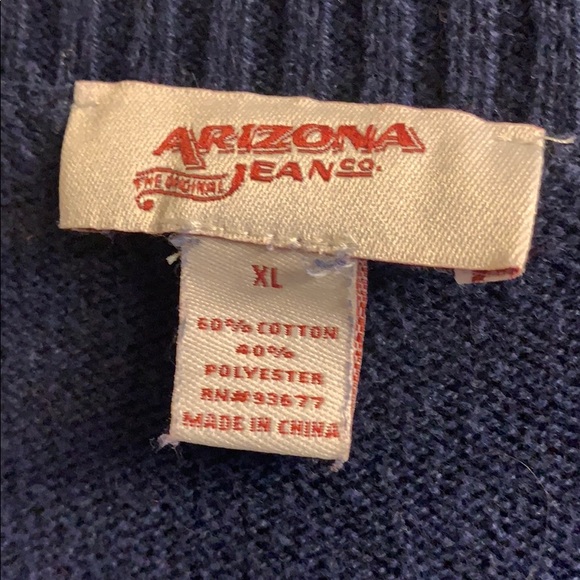 ARIZONA
THE ORIGINAL JEAN CO.
XL
60% COTTON
40%
POLYESTER
RN#93677
MADE IN CHINA